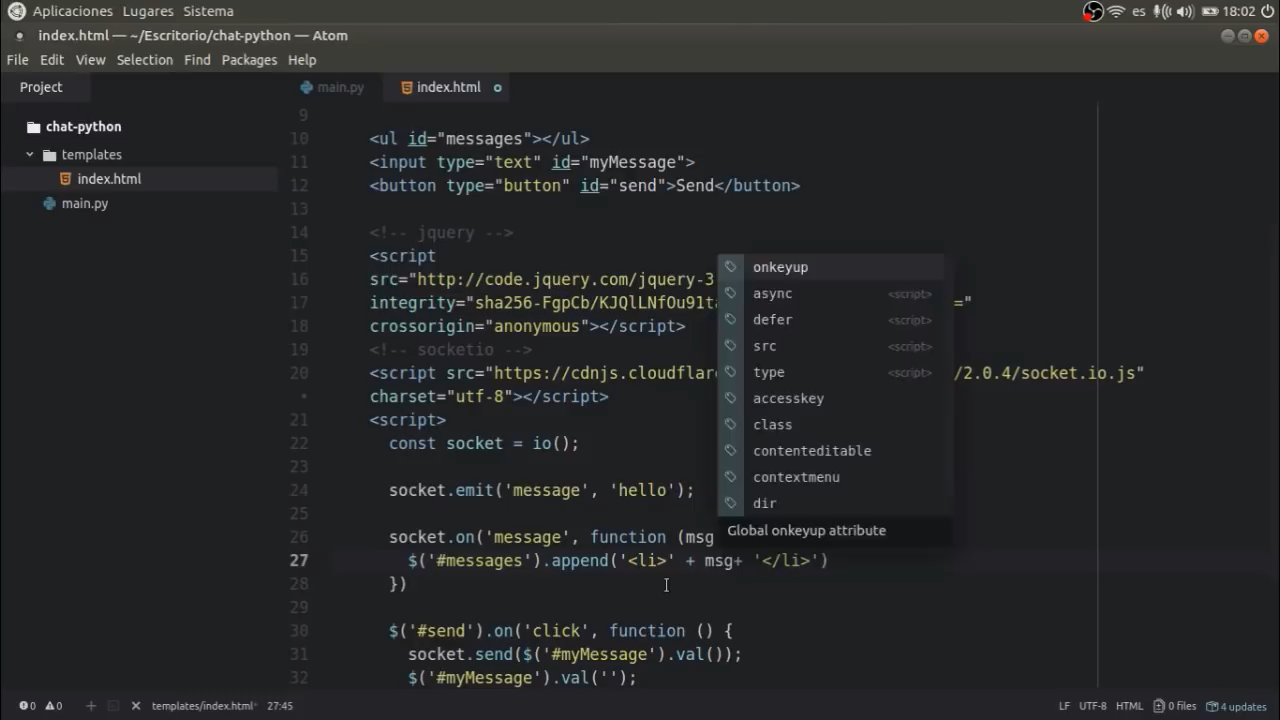 Aplicaciones Lugares Sistema es 18:02
index.html — ~/Escritorio/chat-python — Atom
File Edit View Selection Find Packages Help
Project main.py index.html
chat-python
templates
index.html
main.py
9
10 <ul id="messages"></ul>
11 <input type="text" id="myMessage">
12 <button type="button" id="send">Send</button>
13
14 <!-- jquery -->
15 <script
16 src="http://code.jquery.com/jquery-3
17 integrity="sha256-FgpCb/KJQlLNfOu91t ="
18 crossorigin="anonymous"></script>
19 <!-- socketio -->
20 <script src="https://cdnjs.cloudflar /2.0.4/socket.io.js"
• charset="utf-8"></script>
21 <script>
22 const socket = io();
23
24 socket.emit('message', 'hello');
25
26 socket.on('message', function (msg
27 $('#messages').append('<li>' + msg+ '</li>')
28 })
29
30 $('#send').on('click', function () {
31 socket.send($('#myMessage').val());
32 $('#myMessage').val('');
onkeyup
async <script>
defer <script>
src <script>
type <script>
accesskey
class
contenteditable
contextmenu
dir
Global onkeyup attribute
0 0 templates/index.html* 27:45 LF UTF-8 HTML 0 files 4 updates